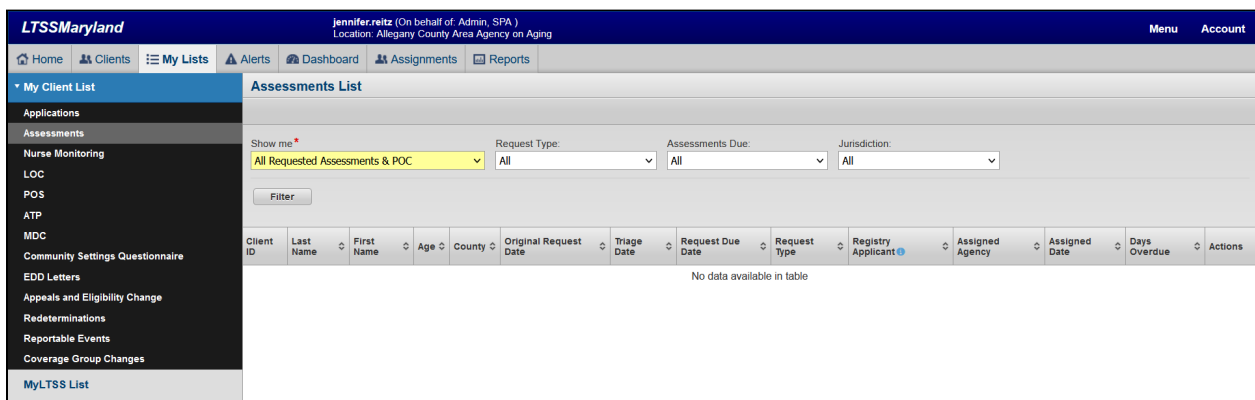 LTSSMaryland
jennifer.reitz (On behalf of: Admin, SPA )
Location: Allegany County Area Agency on Aging
Menu Account
Home Clients My Lists Alerts Dashboard Assignments Reports
My Client List
Applications
Assessments
Nurse Monitoring
LOC
POS
ATP
MDC
Community Settings Questionnaire
EDD Letters
Appeals and Eligibility Change
Redeterminations
Reportable Events
Coverage Group Changes
MyLTSS List
Assessments List
Show me* Request Type: Assessments Due: Jurisdiction:
All Requested Assessments & POC All All All
Filter
Client ID Last Name First Name Age County Original Request Date Triage Date Request Due Date Request Type Registry Applicant Assigned Agency Assigned Date Days Overdue Actions
No data available in table